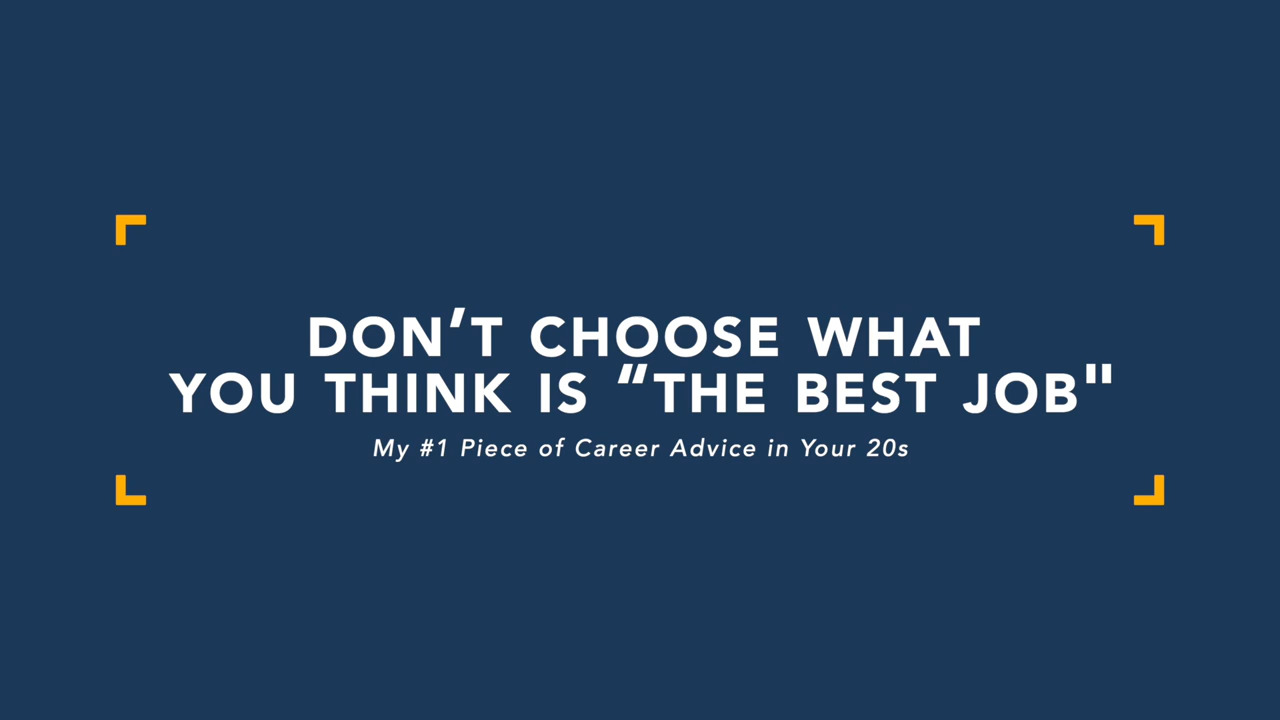 DON’T CHOOSE WHAT
YOU THINK IS “THE BEST JOB"
My #1 Piece of Career Advice in Your 20s